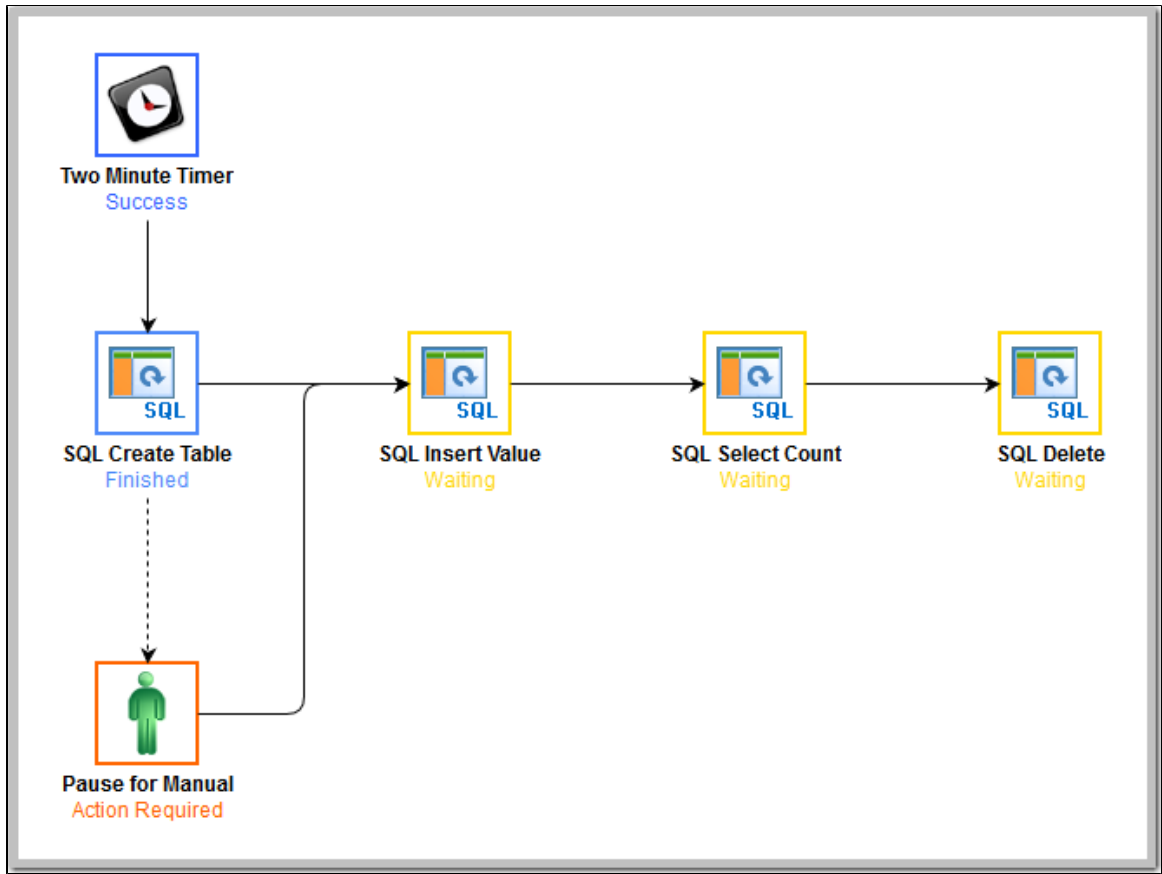 Two Minute Timer
Success
SQL
SQL Create Table
Finished
SQL
SQL Insert Value
Waiting
SQL
SQL Select Count
Waiting
SQL
SQL Delete
Waiting
Pause for Manual
Action Required